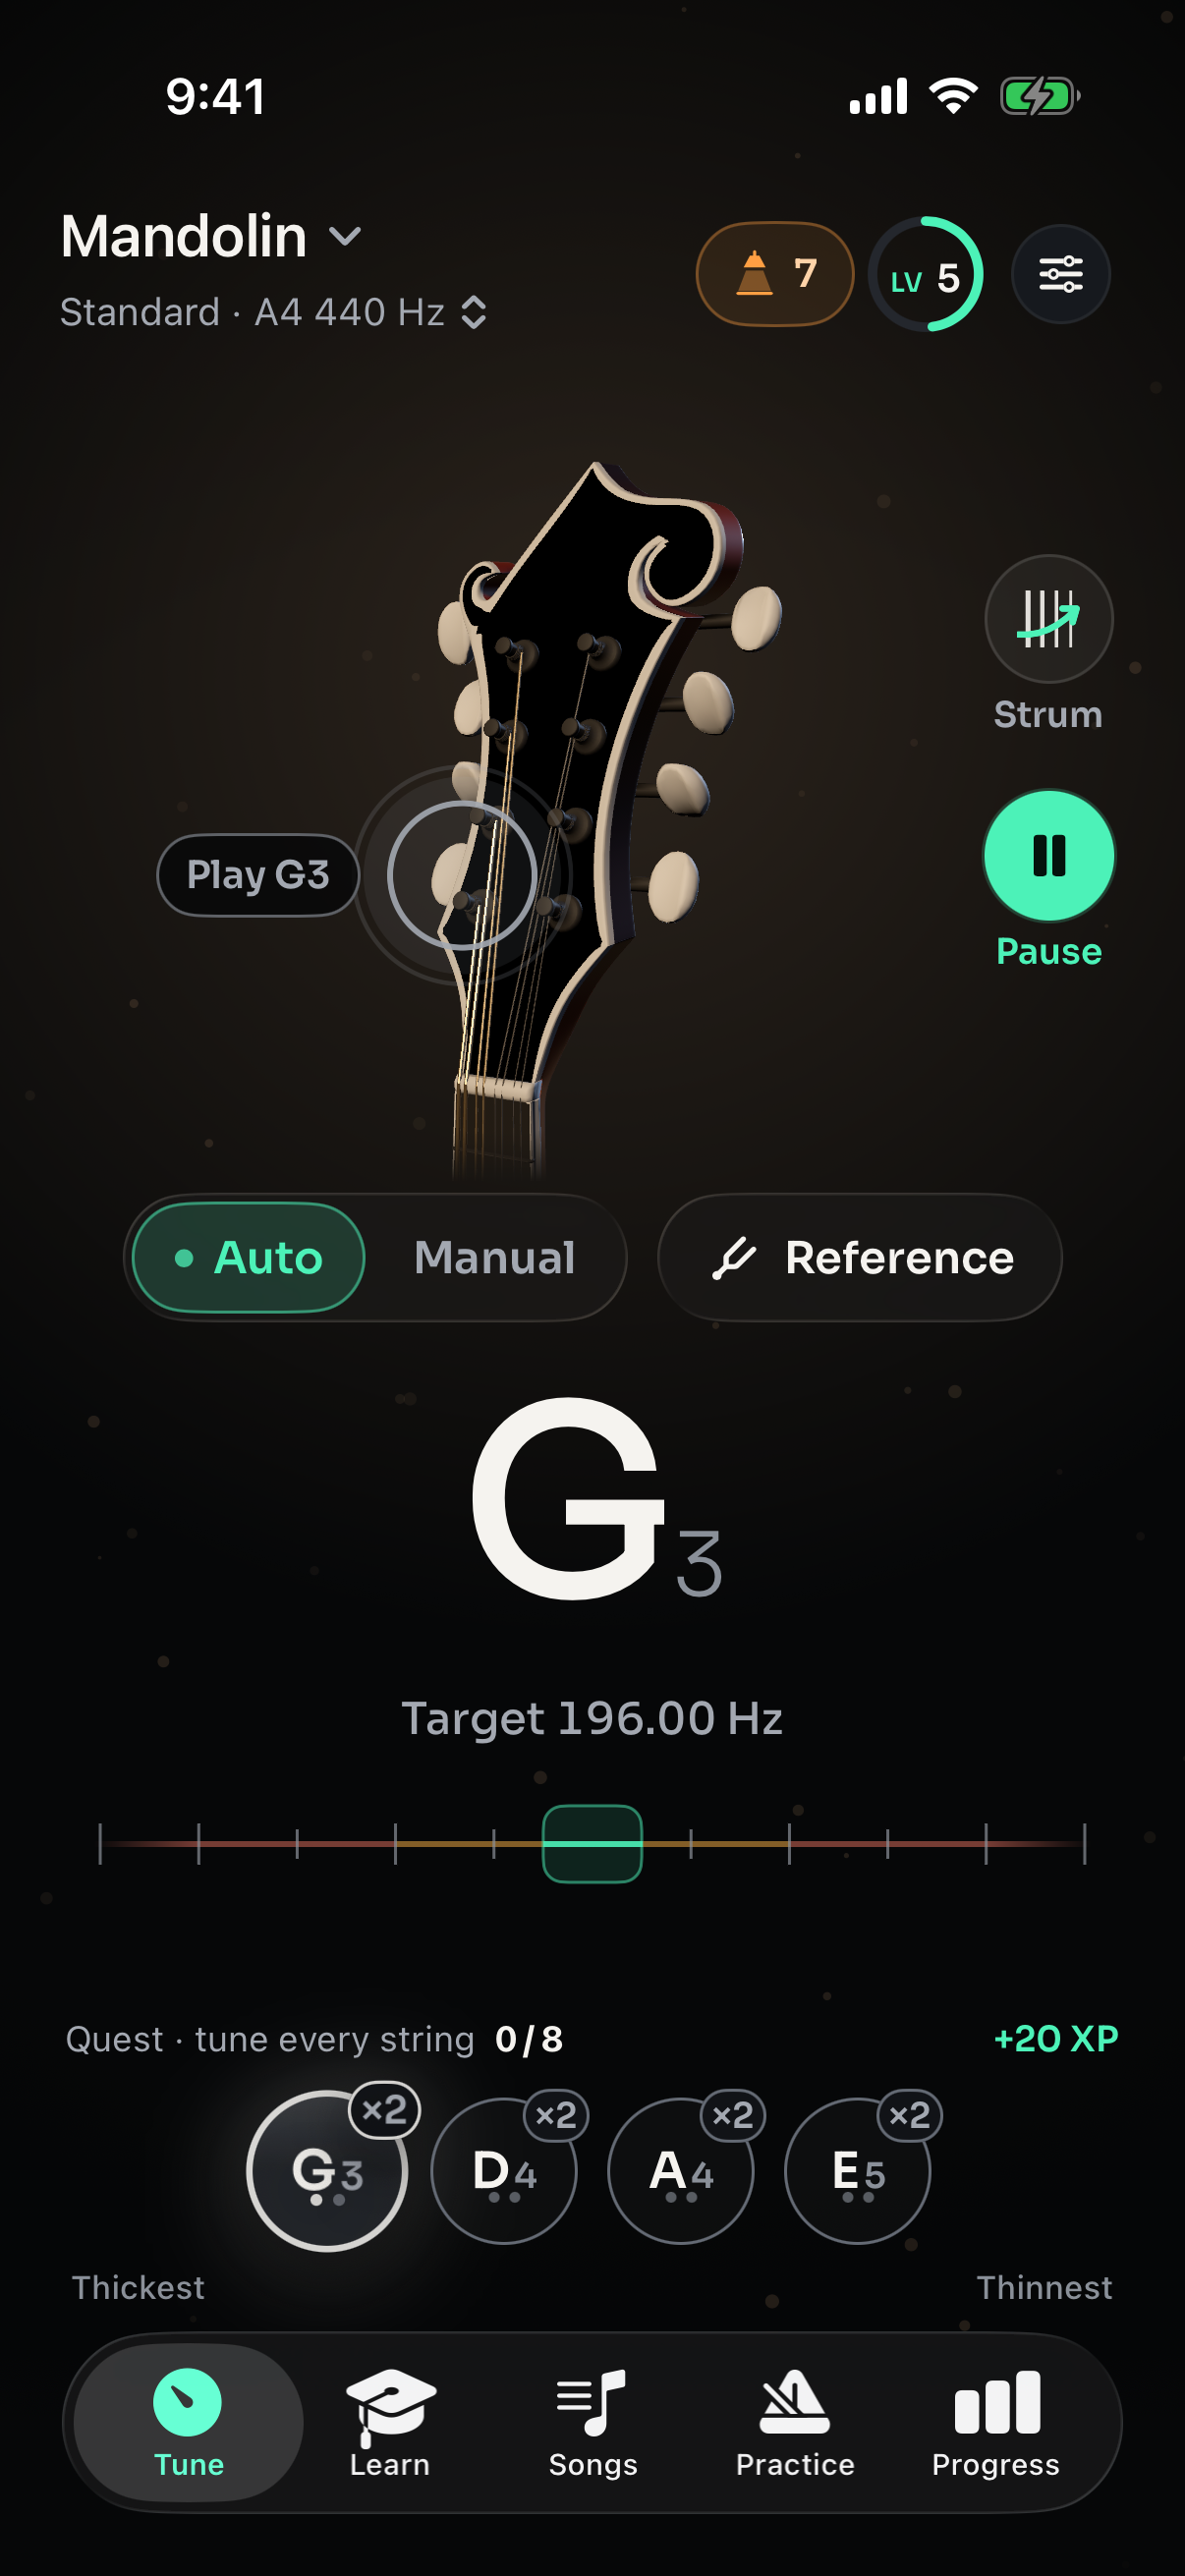 9:41
Mandolin
Standard · A4 440 Hz
7
LV 5
Strum
Play G3
Pause
Auto
Manual
Reference
G3
Target 196.00 Hz
Quest · tune every string 0/8
+20 XP
G3 ×2
D4 ×2
A4 ×2
E5 ×2
Thickest
Thinnest
Tune
Learn
Songs
Practice
Progress